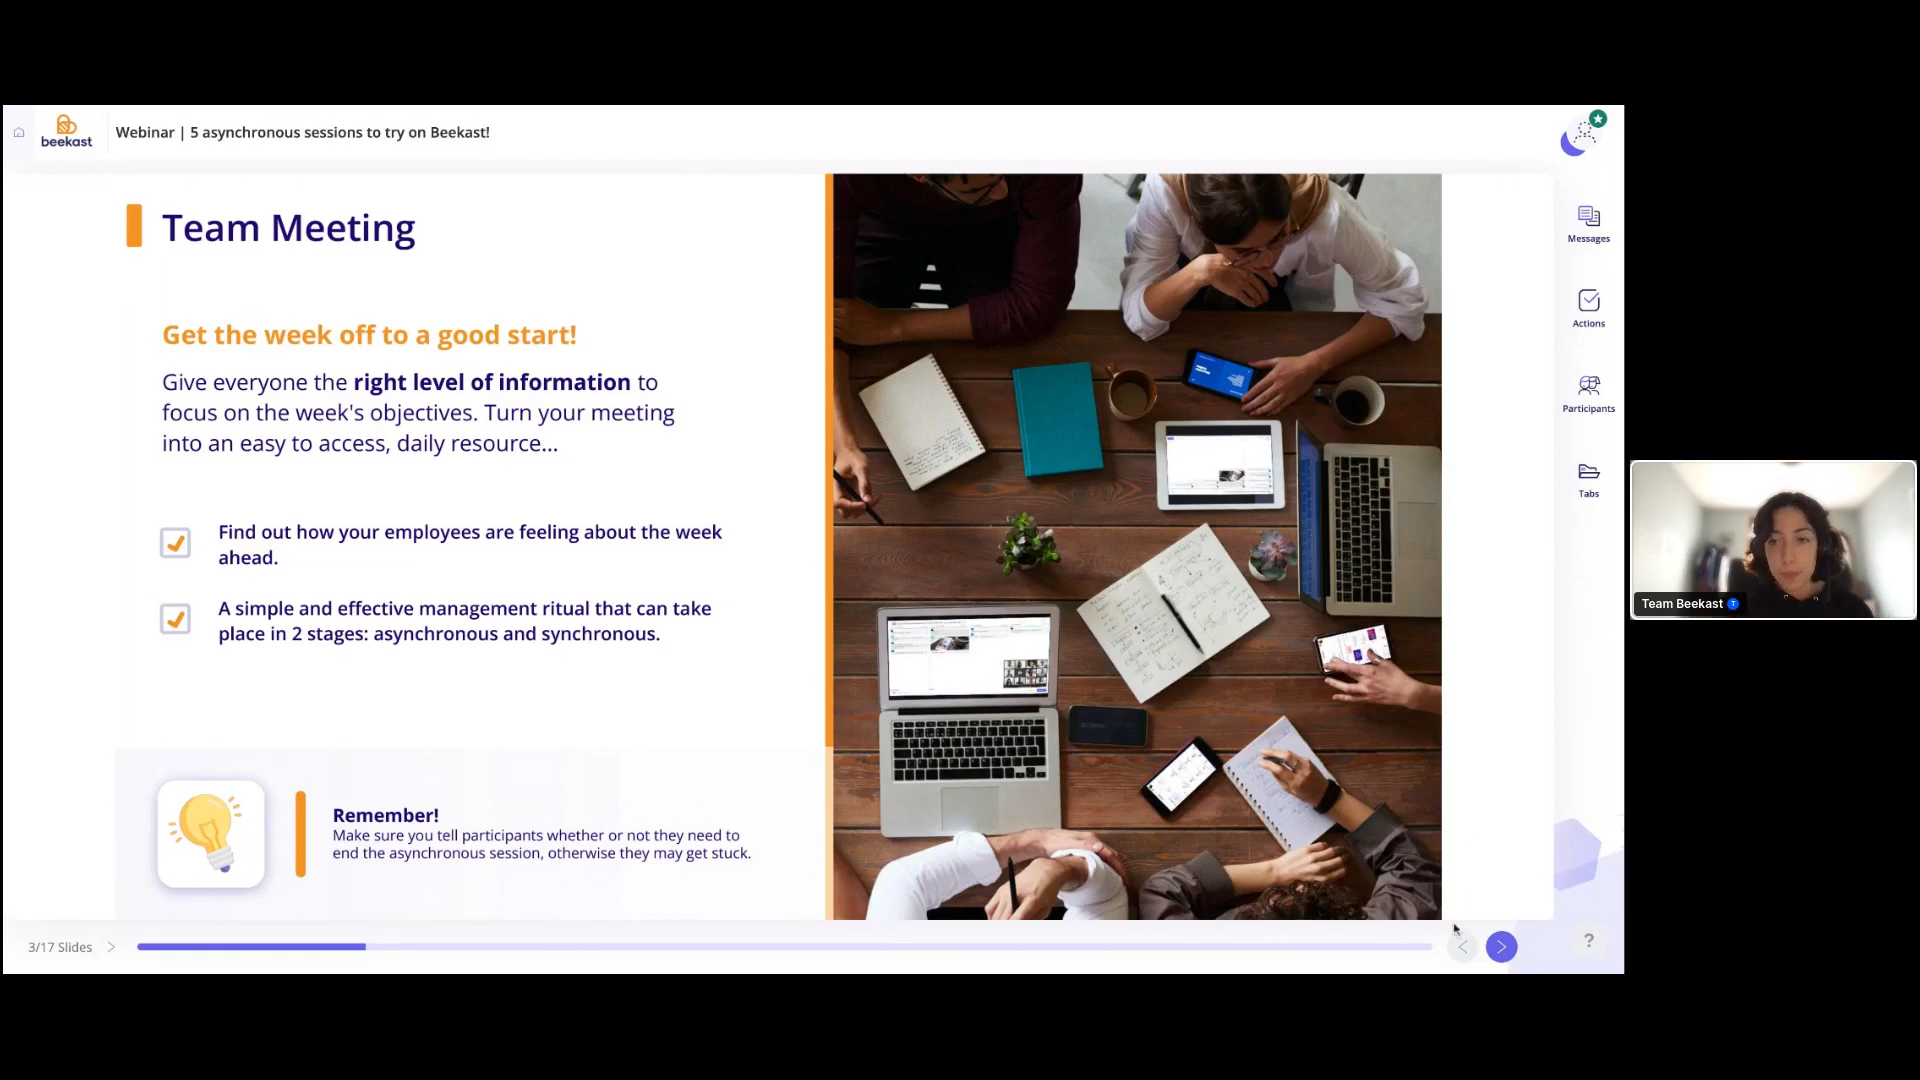 beekast
Webinar | 5 asynchronous sessions to try on Beekast!
Team Meeting
Get the week off to a good start!
Give everyone the right level of information to
focus on the week's objectives. Turn your meeting
into an easy to access, daily resource...
Find out how your employees are feeling about the week
ahead.
A simple and effective management ritual that can take
place in 2 stages: asynchronous and synchronous.
Remember!
Make sure you tell participants whether or not they need to
end the asynchronous session, otherwise they may get stuck.
3/17 Slides
Messages
Actions
Participants
Tabs
?
Team Beekast T